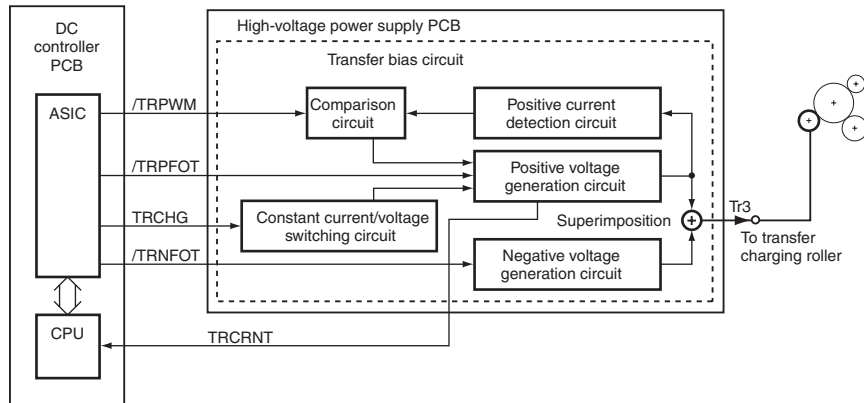 DC
controller
PCB
High-voltage power supply PCB
Transfer bias circuit
ASIC
/TRPWM
Comparison
circuit
Positive current
detection circuit
/TRPFOT
Positive voltage
generation circuit
TRCHG
Constant current/voltage
switching circuit
Superimposition
Tr3
To transfer
charging roller
/TRNFOT
Negative voltage
generation circuit
CPU
TRCRNT